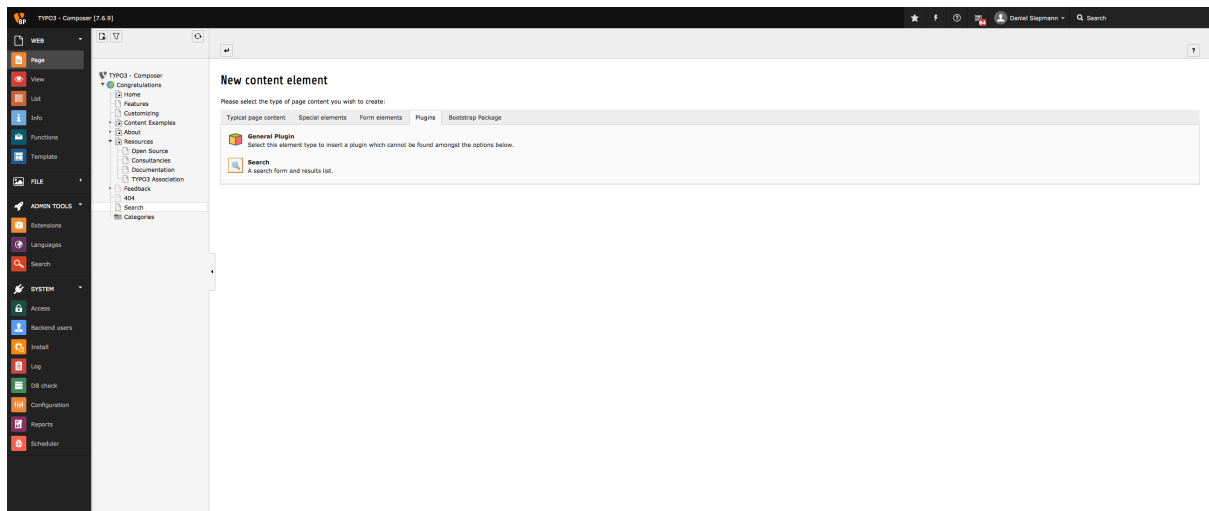 TYPO3 - Composer [7.6.9]
64
Daniel Siepmann
Search
WEB
Page
View
List
Info
Functions
Template
FILE
ADMIN TOOLS
Extensions
Languages
Search
SYSTEM
Access
Backend users
Install
Log
DB check
Configuration
Reports
Scheduler
TYPO3 - Composer
Congratulations
Home
Features
Customizing
Content Examples
About
Resources
Open Source
Consultancies
Documentation
TYPO3 Association
Feedback
404
Search
Categories
?
New content element
Please select the type of page content you wish to create:
Typical page content Special elements Form elements Plugins Bootstrap Package
General Plugin
Select this element type to insert a plugin which cannot be found amongst the options below.
Search
A search form and results list.